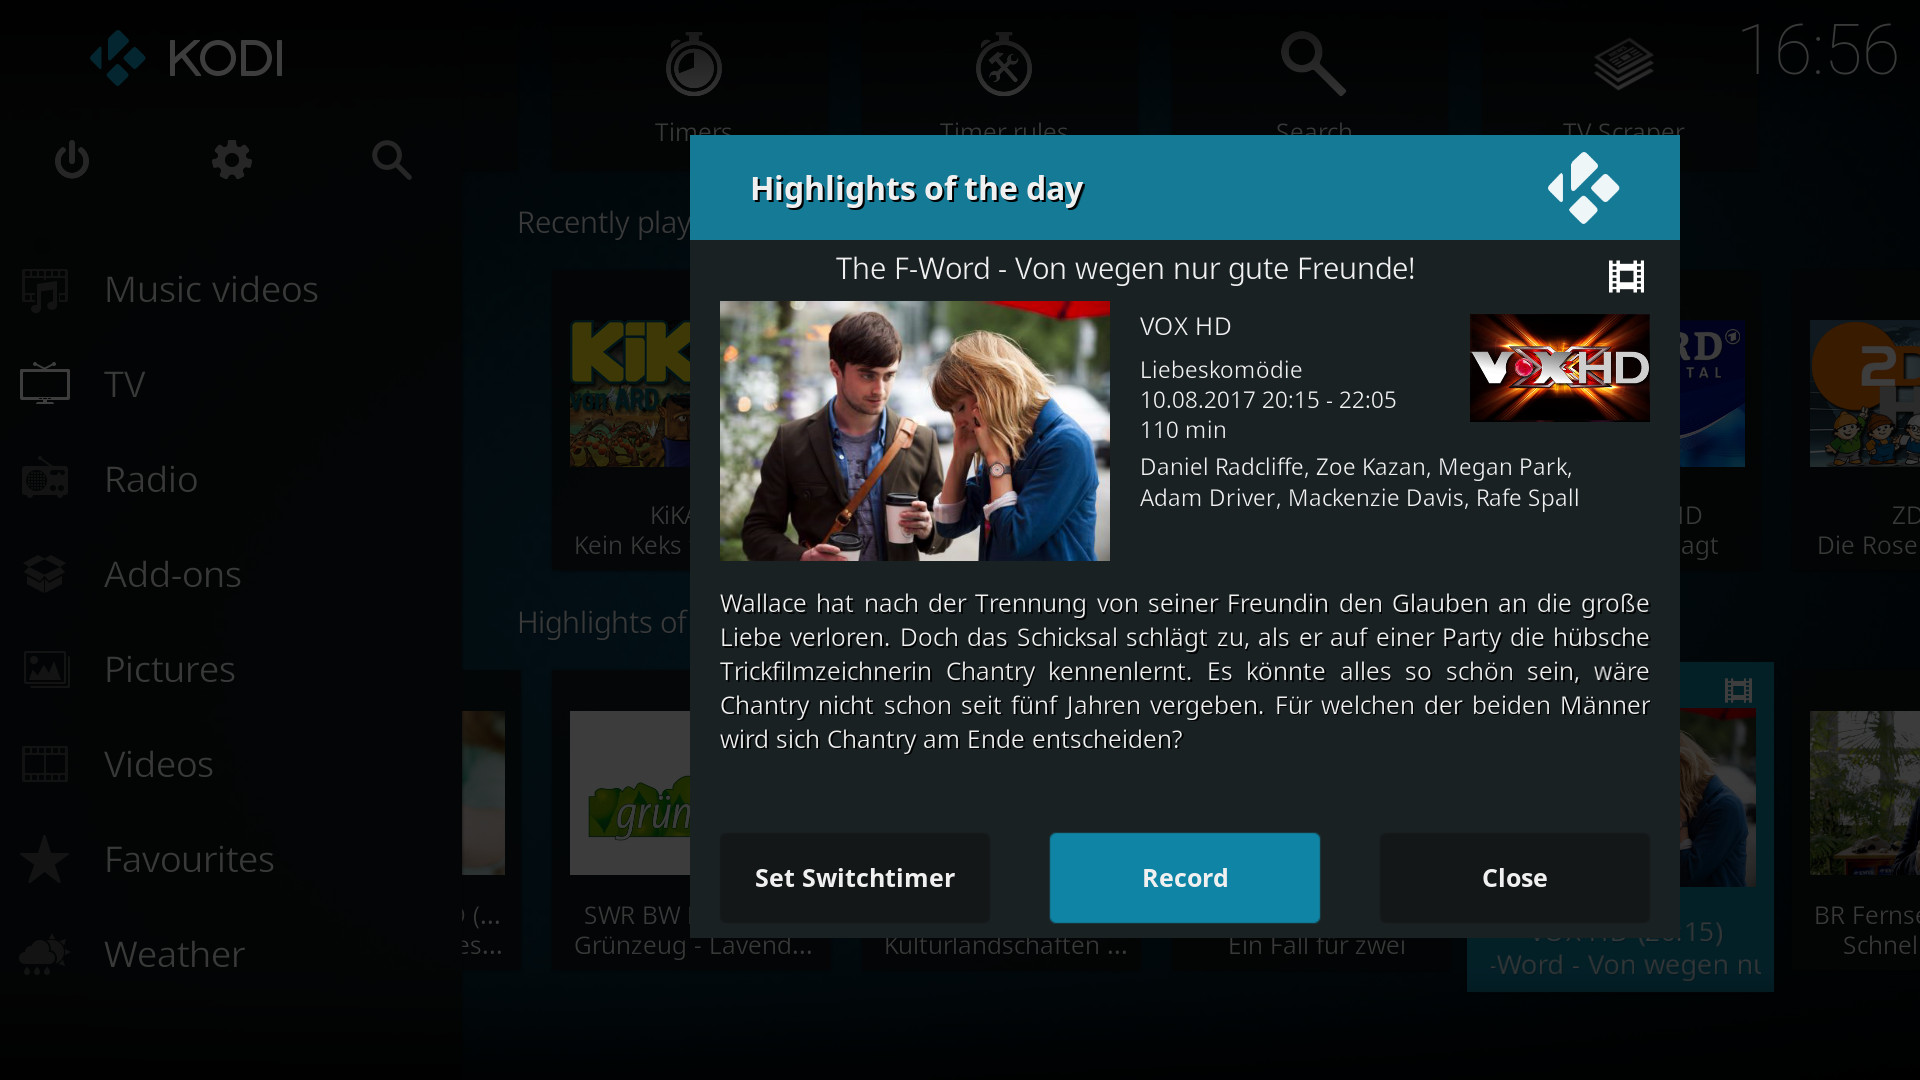 KODI
16:56
Timers
Timer rules
Search
TV Scraper
Music videos
TV
Radio
Add-ons
Pictures
Videos
Favourites
Weather
Recently play
KiKA
Kein Keks
Highlights of
Highlights of the day
The F-Word - Von wegen nur gute Freunde!
VOX HD
VOXHD
Liebeskomödie
10.08.2017 20:15 - 22:05
110 min
Daniel Radcliffe, Zoe Kazan, Megan Park,
Adam Driver, Mackenzie Davis, Rafe Spall
Wallace hat nach der Trennung von seiner Freundin den Glauben an die große
Liebe verloren. Doch das Schicksal schlägt zu, als er auf einer Party die hübsche
Trickfilmzeichnerin Chantry kennenlernt. Es könnte alles so schön sein, wäre
Chantry nicht schon seit fünf Jahren vergeben. Für welchen der beiden Männer
wird sich Chantry am Ende entscheiden?
Set Switchtimer
Record
Close
Die Rose
grün
SWR BW
Grünzeug - Lavend...
Kulturlandschaften ...
Ein Fall für zwei
VOX HD (20:15)
-Word - Von wegen nu
BR Fernse
Schnel